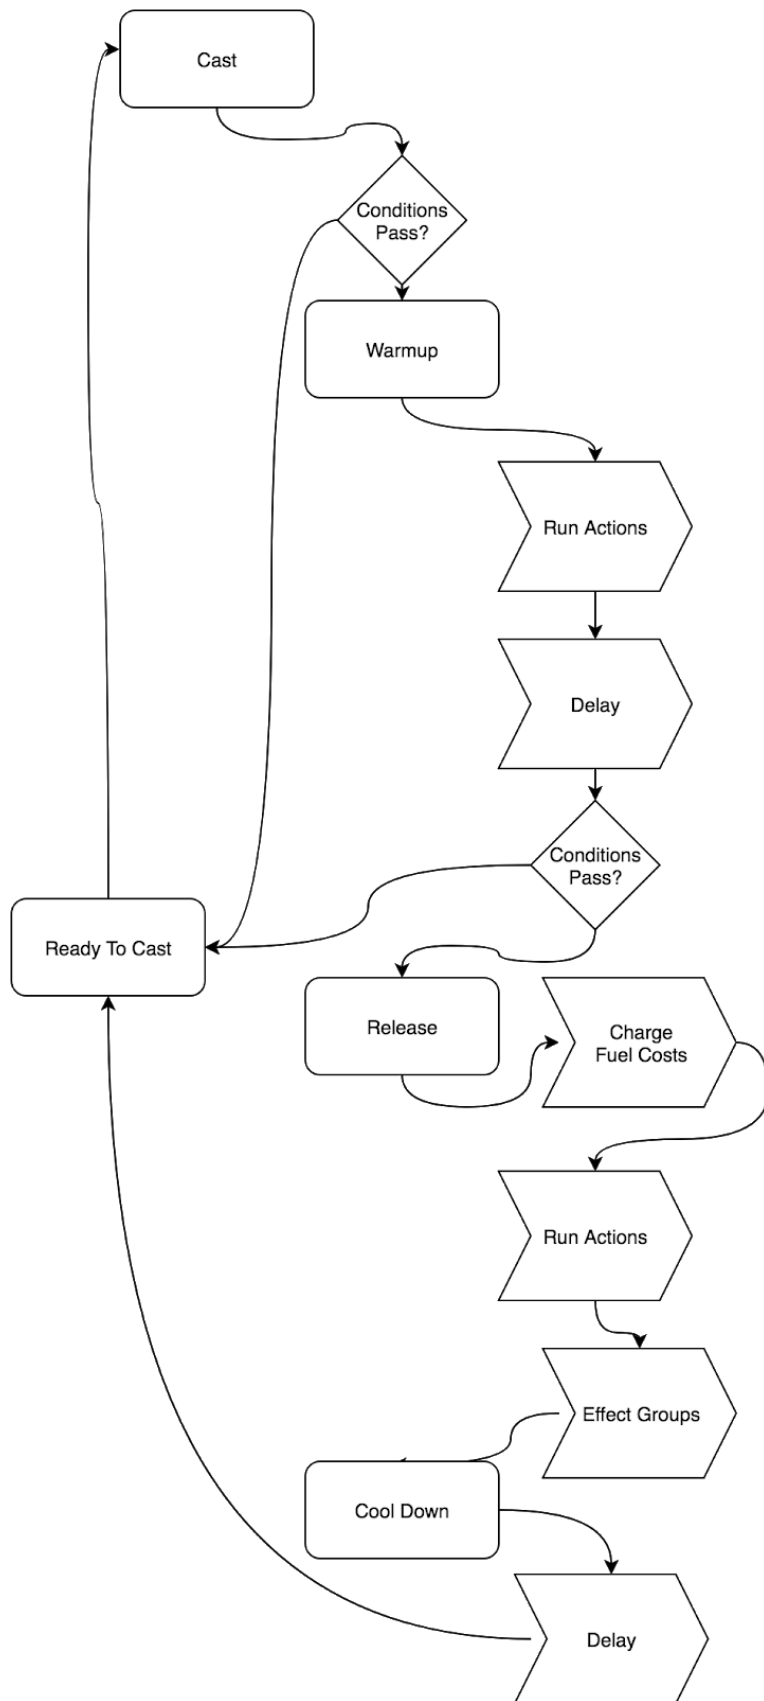 Cast
Conditions
Pass?
Warmup
Run Actions
Delay
Conditions
Pass?
Ready To Cast
Release
Charge
Fuel Costs
Run Actions
Effect Groups
Cool Down
Delay